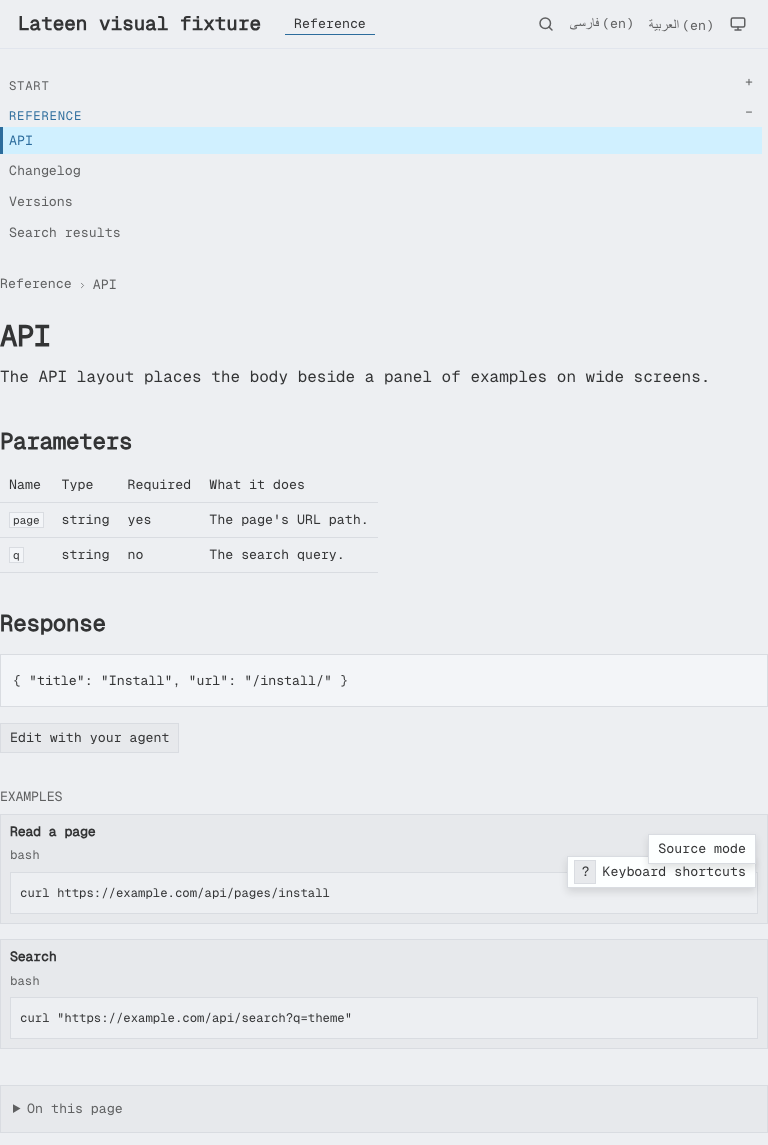 Lateen visual fixture Reference فارسی (en) العربية (en)
START +
REFERENCE −
API
Changelog
Versions
Search results
Reference › API
API
The API layout places the body beside a panel of examples on wide screens.
Parameters
Name Type Required What it does
page string yes The page's URL path.
q string no The search query.
Response
{ "title": "Install", "url": "/install/" }
Edit with your agent
EXAMPLES
Read a page
Source mode
bash
? Keyboard shortcuts
curl https://example.com/api/pages/install
Search
bash
curl "https://example.com/api/search?q=theme"
On this page